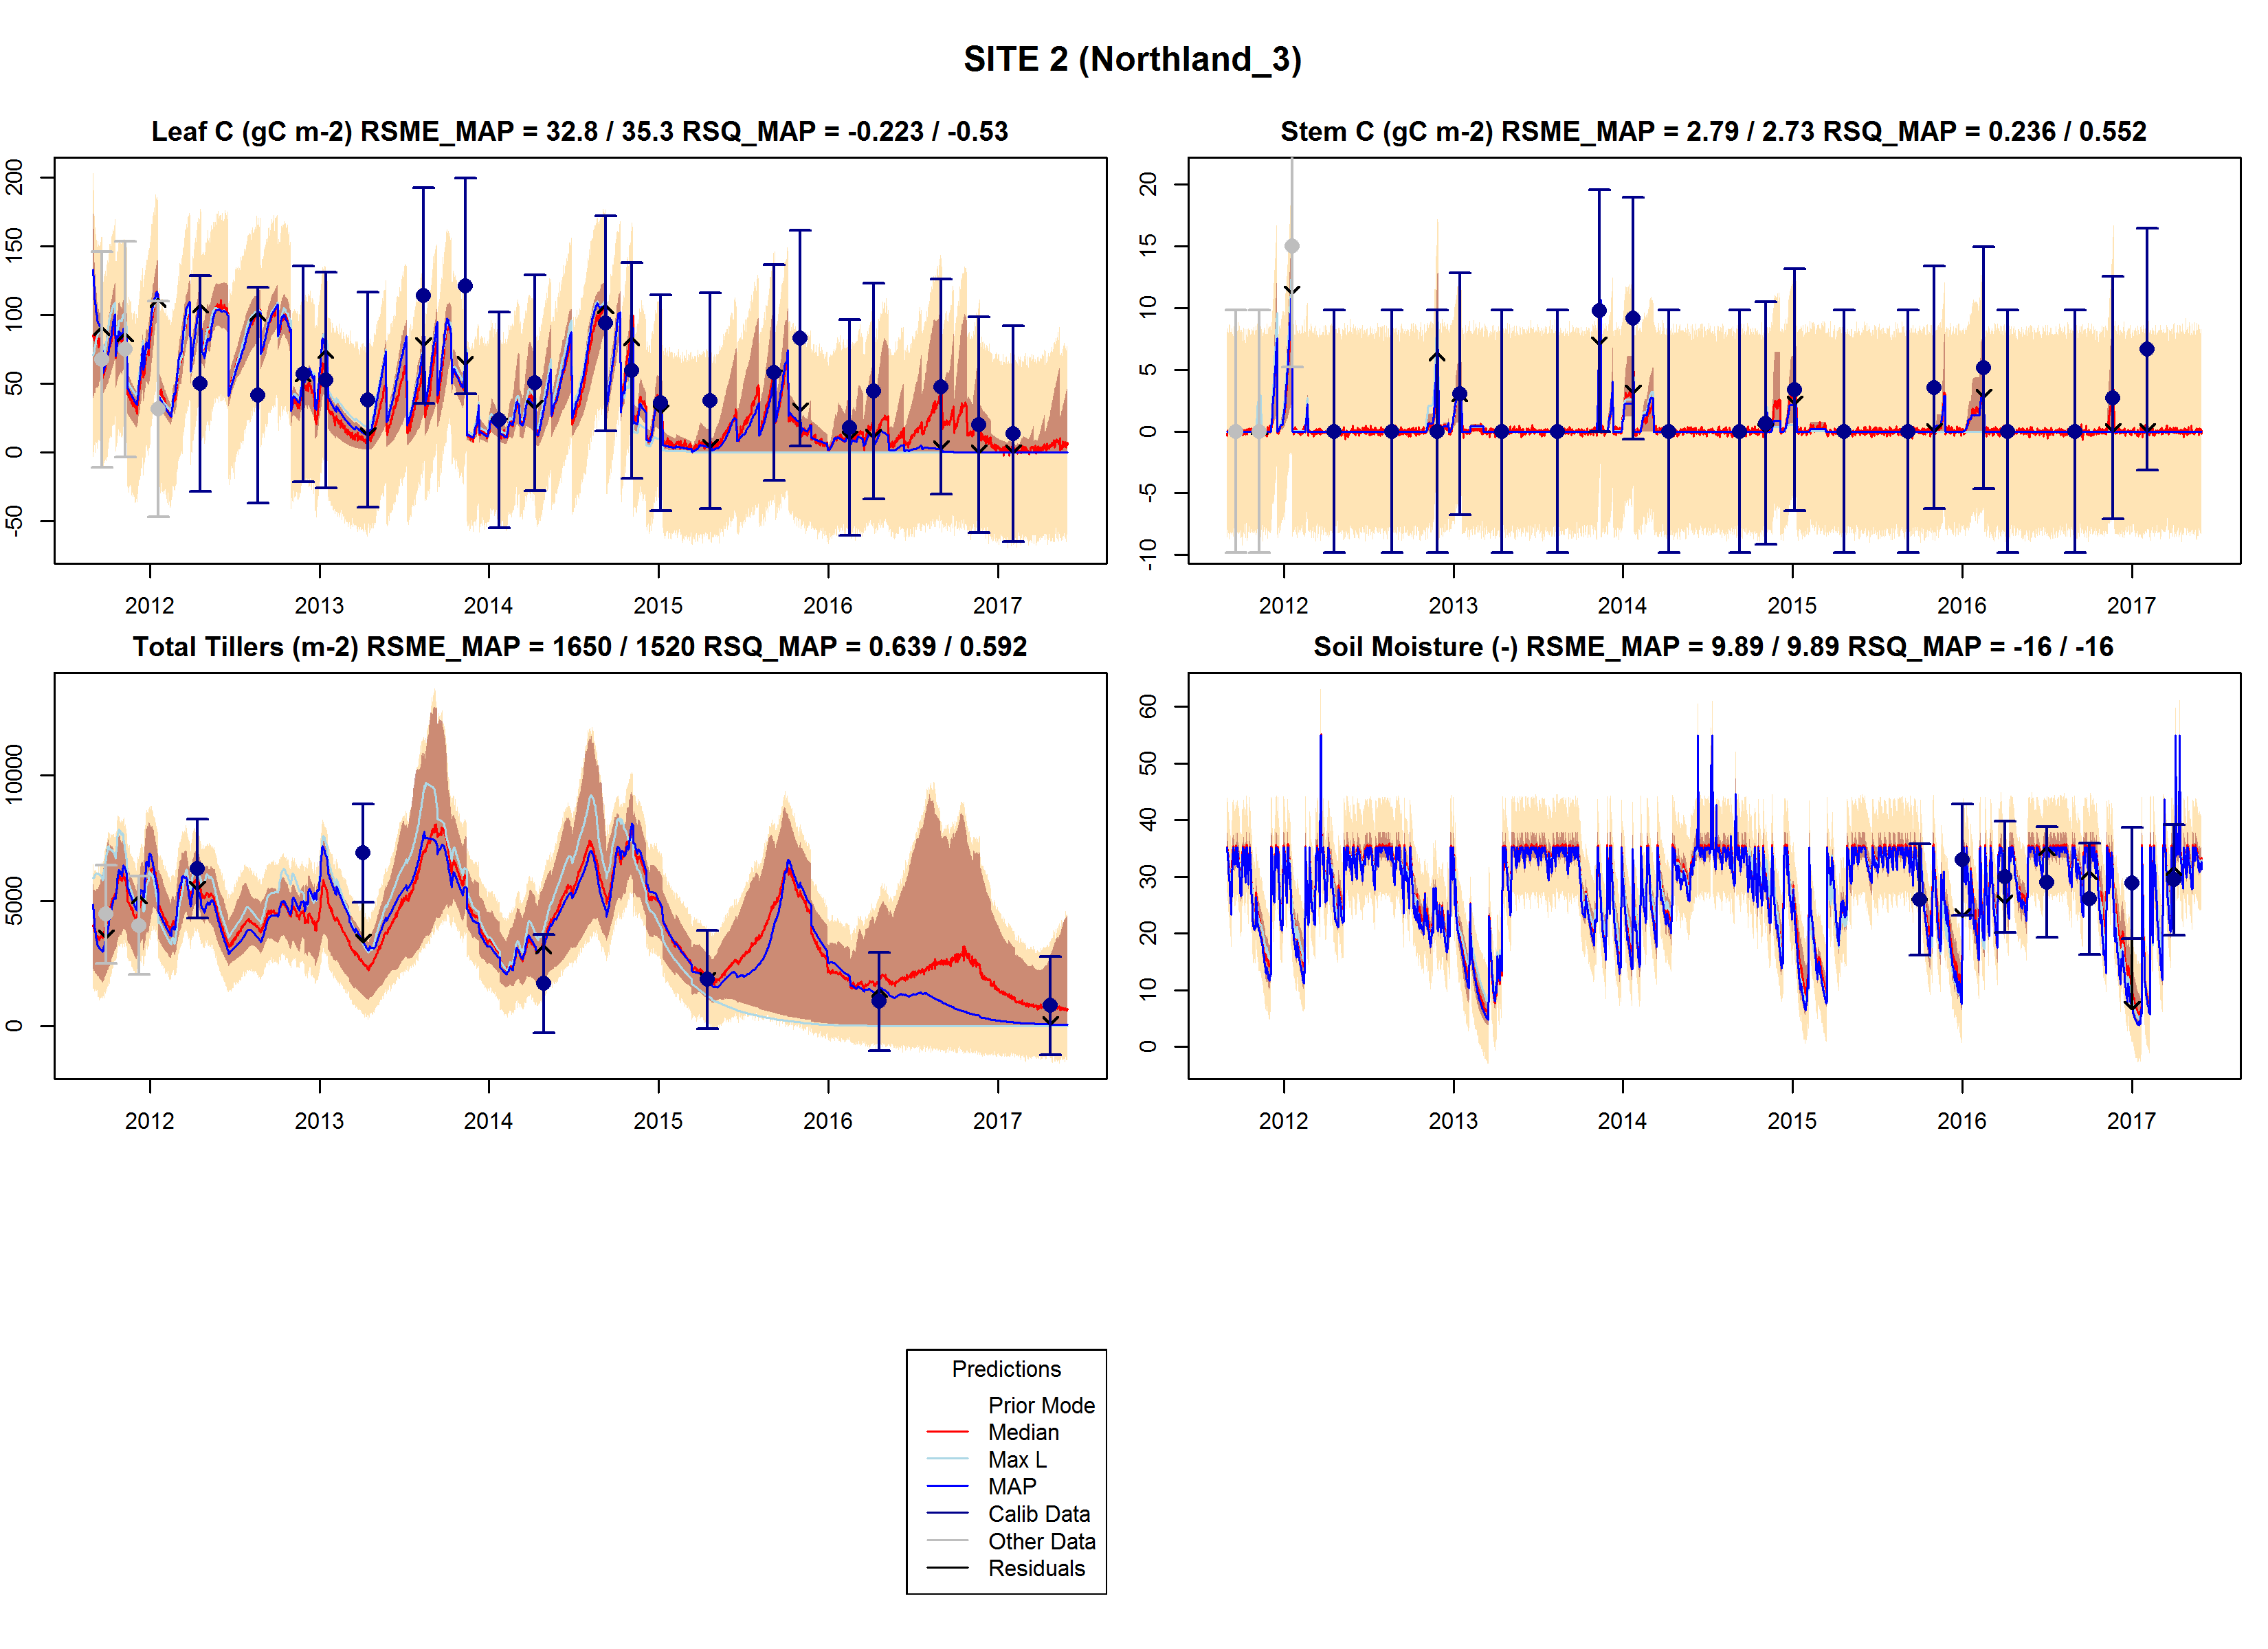 SITE 2 (Northland_3)
Leaf C (gC m-2) RSME_MAP = 32.8 / 35.3 RSQ_MAP = -0.223 / -0.53
200
150
100
50
0
-50
2012 2013 2014 2015 2016 2017
Stem C (gC m-2) RSME_MAP = 2.79 / 2.73 RSQ_MAP = 0.236 / 0.552
20
15
10
5
0
-5
-10
2012 2013 2014 2015 2016 2017
Total Tillers (m-2) RSME_MAP = 1650 / 1520 RSQ_MAP = 0.639 / 0.592
10000
5000
0
2012 2013 2014 2015 2016 2017
Soil Moisture (-) RSME_MAP = 9.89 / 9.89 RSQ_MAP = -16 / -16
60
50
40
30
20
10
0
2012 2013 2014 2015 2016 2017
Predictions
Prior Mode
Median
Max L
MAP
Calib Data
Other Data
Residuals